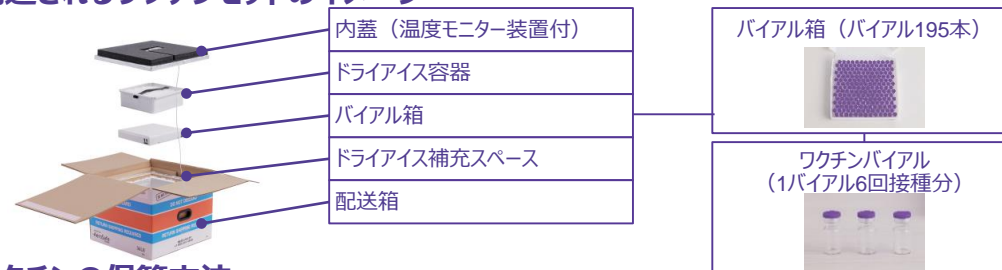 内蓋（温度モニター装置付）
ドライアイス容器
バイアル箱
ドライアイス補充スペース
配送箱
バイアル箱（バイアル195本）
ワクチンバイアル
（1バイアル6回接種分）